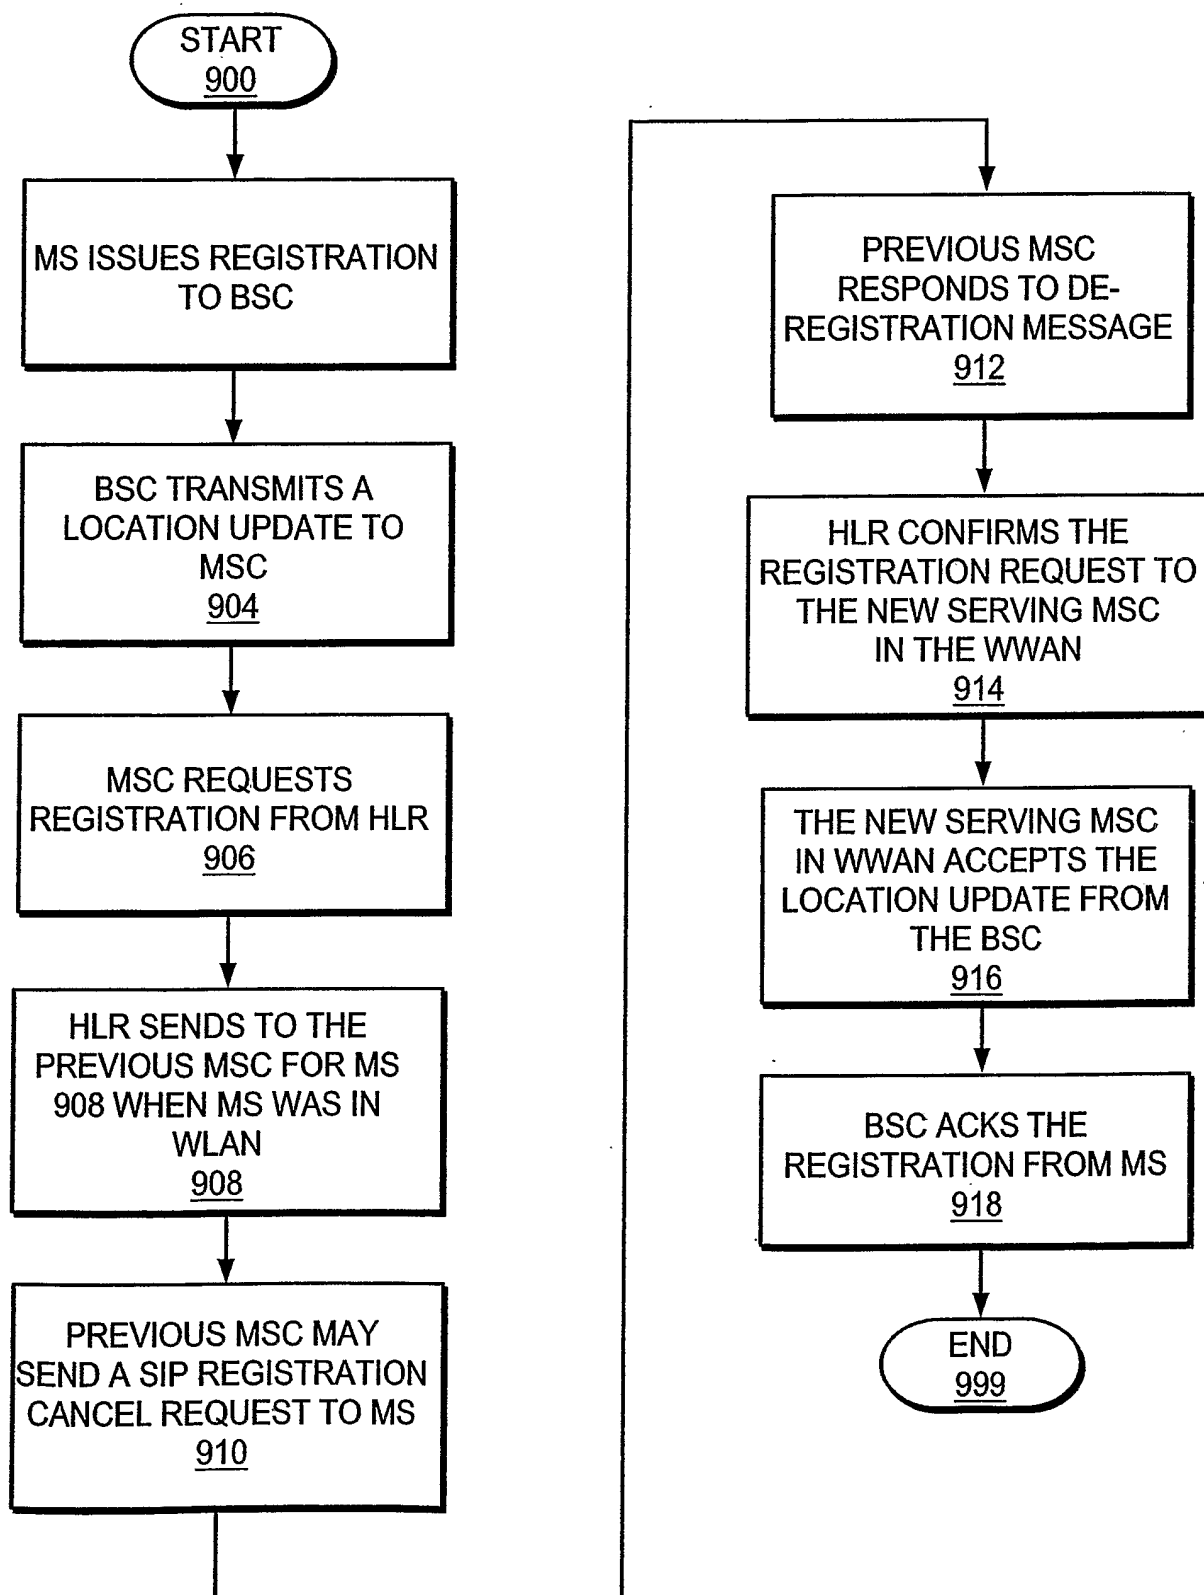 START
900
MS ISSUES REGISTRATION
TO BSC
BSC TRANSMITS A
LOCATION UPDATE TO
MSC
904
MSC REQUESTS
REGISTRATION FROM HLR
906
HLR SENDS TO THE
PREVIOUS MSC FOR MS
908 WHEN MS WAS IN
WLAN
908
PREVIOUS MSC MAY
SEND A SIP REGISTRATION
CANCEL REQUEST TO MS
910
PREVIOUS MSC
RESPONDS TO DE-
REGISTRATION MESSAGE
912
HLR CONFIRMS THE
REGISTRATION REQUEST TO
THE NEW SERVING MSC
IN THE WWAN
914
THE NEW SERVING MSC
IN WWAN ACCEPTS THE
LOCATION UPDATE FROM
THE BSC
916
BSC ACKS THE
REGISTRATION FROM MS
918
END
999